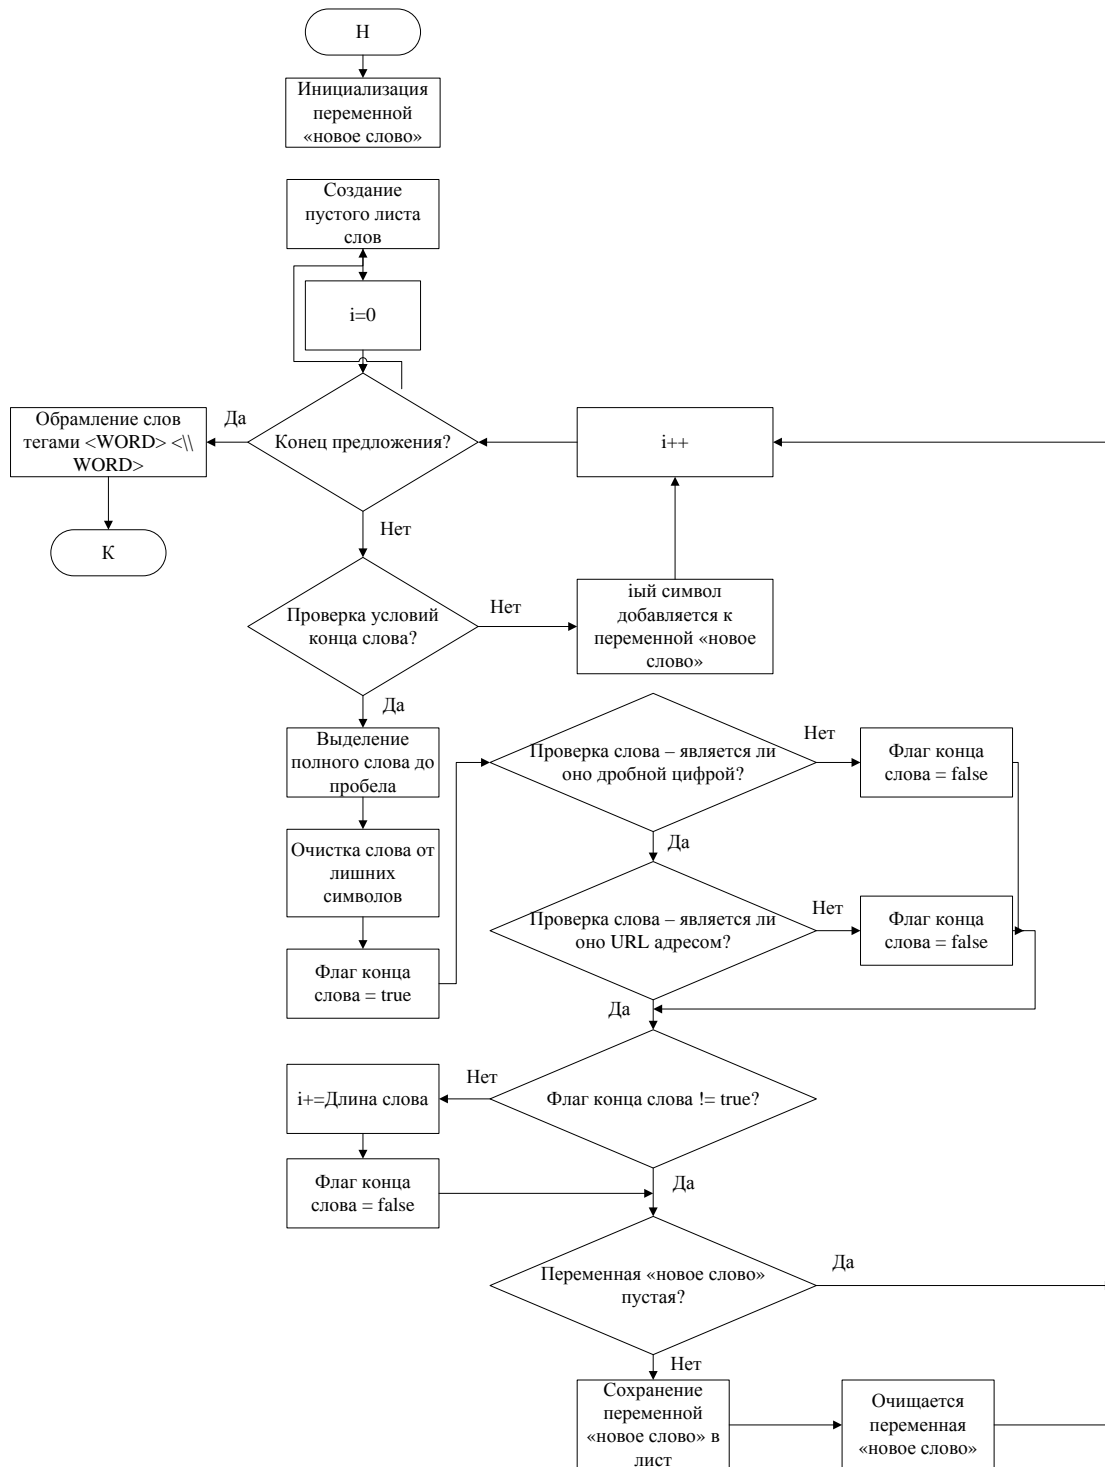 Н
Инициализация
переменной
«новое слово»
Создание
пустого листа
слов
i=0
Обрамление слов
тегами <WORD> <\\
WORD>
Да
Конец предложения?
i++
К
Нет
Проверка условий
конца слова?
Нет
iый символ
добавляется к
переменной «новое
слово»
Да
Выделение
полного слова до
пробела
Проверка слова – является ли
оно дробной цифрой?
Нет
Флаг конца
слова = false
Да
Очистка слова от
лишних
символов
Проверка слова – является ли
оно URL адресом?
Нет
Флаг конца
слова = false
Флаг конца
слова = true
Да
i+=Длина слова
Нет
Флаг конца слова != true?
Флаг конца
слова = false
Да
Переменная «новое слово»
пустая?
Да
Нет
Сохранение
переменной
«новое слово» в
лист
Очищается
переменная
«новое слово»